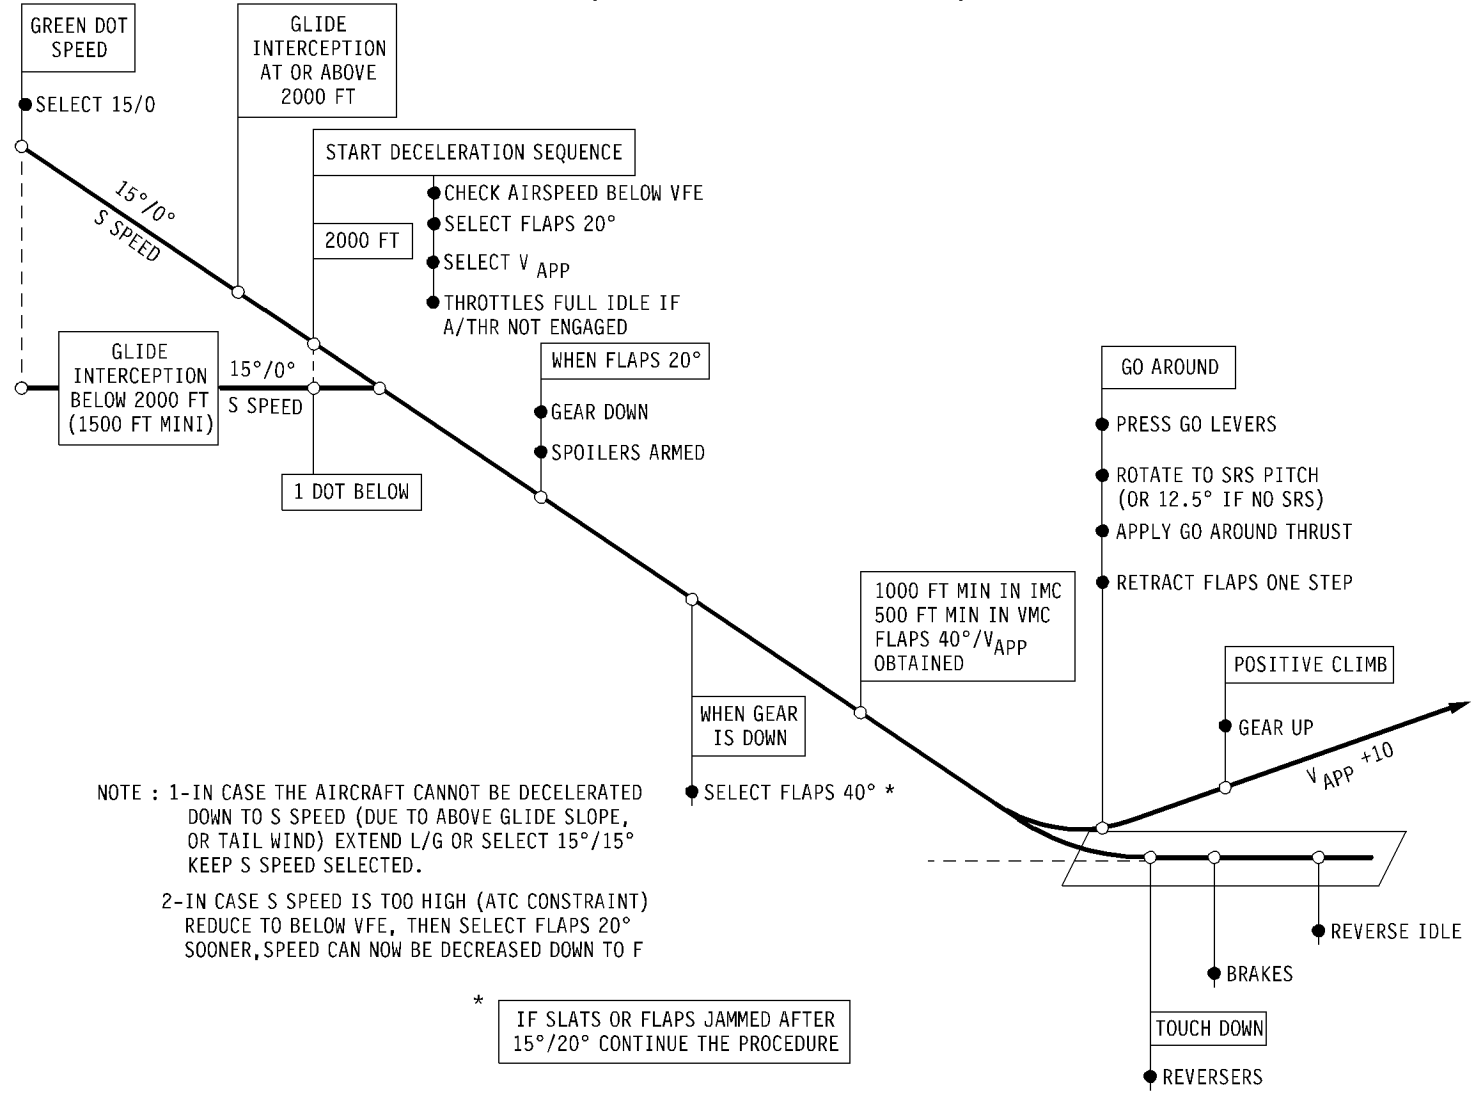 GREEN DOT
SPEED
SELECT 15/0
GLIDE
INTERCEPTION
AT OR ABOVE
2000 FT
START DECELERATION SEQUENCE
CHECK AIRSPEED BELOW VFE
SELECT FLAPS 20°
SELECT V APP
THROTTLES FULL IDLE IF
A/THR NOT ENGAGED
2000 FT
15°/0°
S SPEED
GLIDE
INTERCEPTION
BELOW 2000 FT
(1500 FT MINI)
15°/0°
S SPEED
1 DOT BELOW
WHEN FLAPS 20°
GEAR DOWN
SPOILERS ARMED
GO AROUND
PRESS GO LEVERS
ROTATE TO SRS PITCH
(OR 12.5° IF NO SRS)
APPLY GO AROUND THRUST
RETRACT FLAPS ONE STEP
1000 FT MIN IN IMC
500 FT MIN IN VMC
FLAPS 40°/VAPP
OBTAINED
POSITIVE CLIMB
GEAR UP
VAPP +10
WHEN GEAR
IS DOWN
SELECT FLAPS 40° *
NOTE : 1-IN CASE THE AIRCRAFT CANNOT BE DECELERATED
DOWN TO S SPEED (DUE TO ABOVE GLIDE SLOPE,
OR TAIL WIND) EXTEND L/G OR SELECT 15°/15°
KEEP S SPEED SELECTED.
2-IN CASE S SPEED IS TOO HIGH (ATC CONSTRAINT)
REDUCE TO BELOW VFE, THEN SELECT FLAPS 20°
SOONER,SPEED CAN NOW BE DECREASED DOWN TO F
REVERSE IDLE
BRAKES
TOUCH DOWN
REVERSERS
*
IF SLATS OR FLAPS JAMMED AFTER
15°/20° CONTINUE THE PROCEDURE